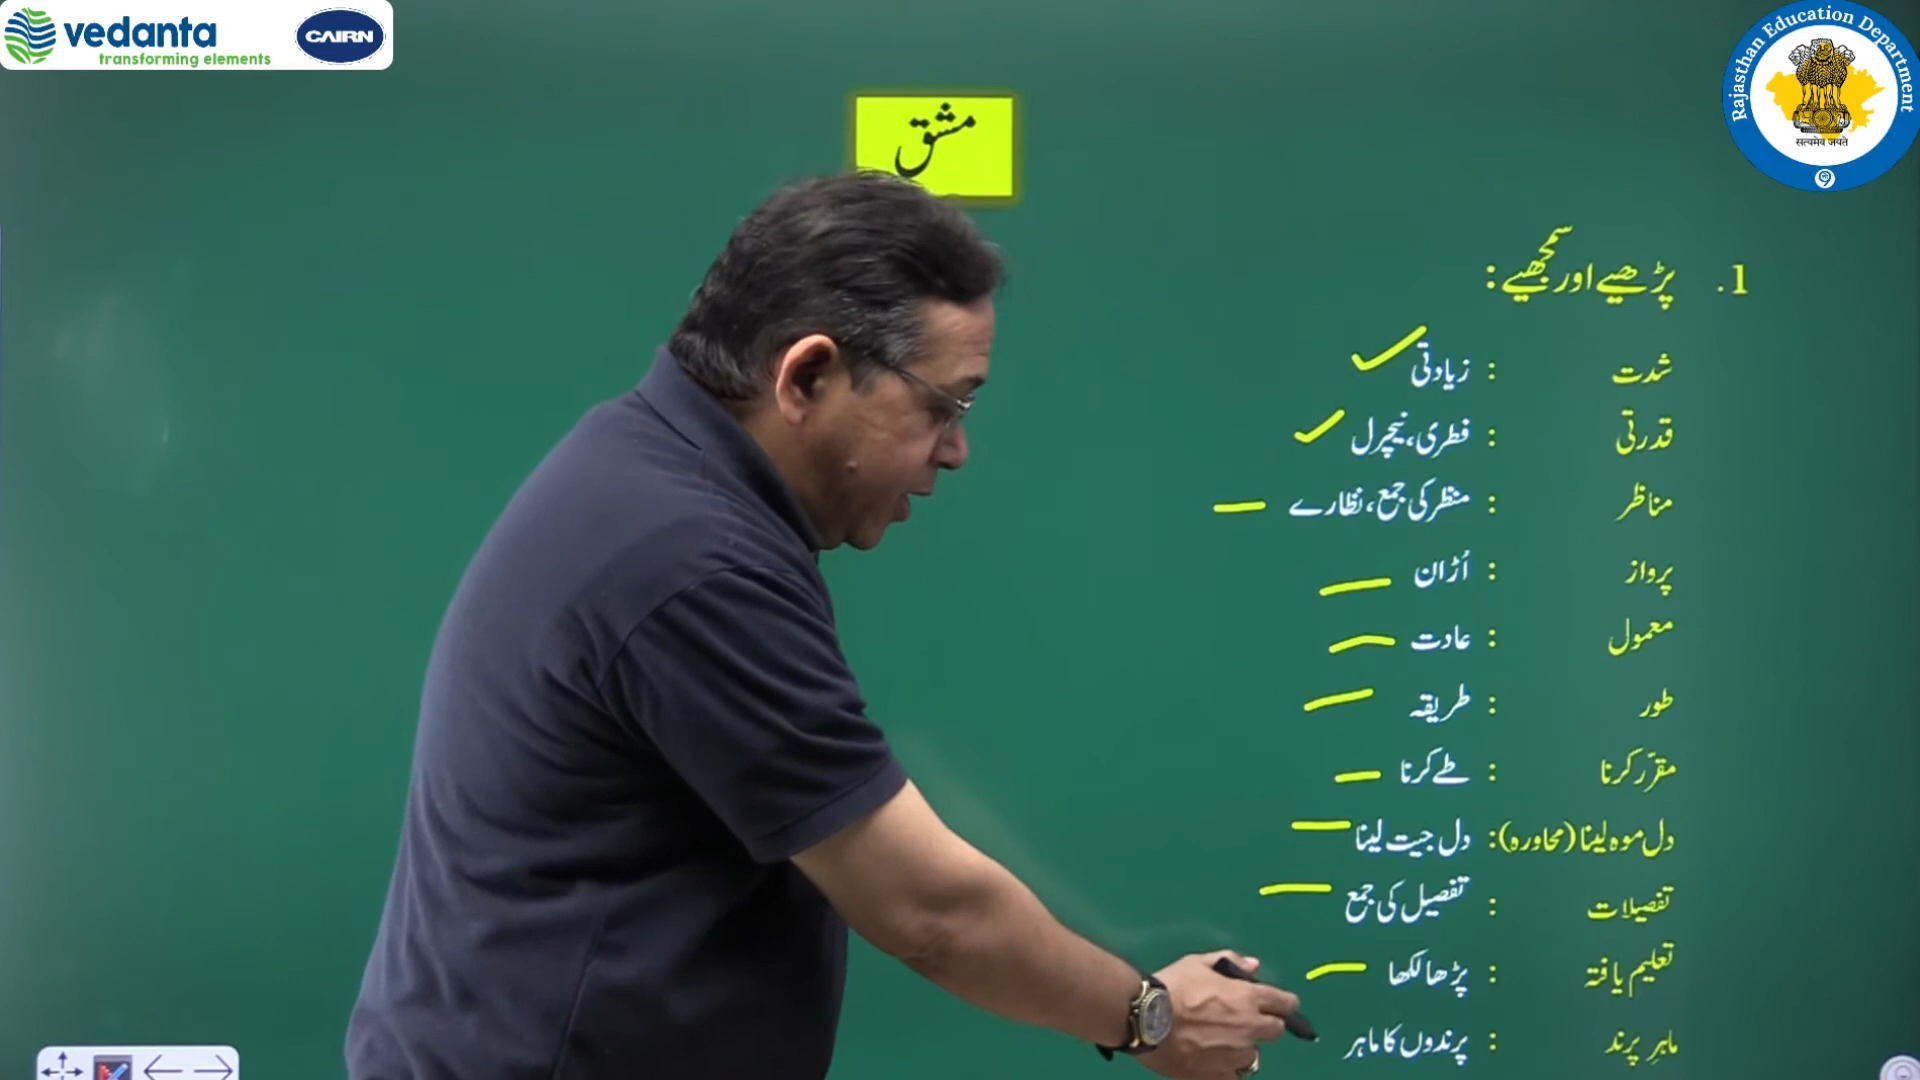 vedanta
transforming elements
CAIRN
Rajasthan Education Department
सत्यमेव जयते
مشق
1. پڑھیے اور سمجھیے:
شدت : زیادتی
قدرتی : فطری، نیچرل
مناظر : منظر کی جمع، نظارے
پرواز : اُڑان
معمول : عادت
طور : طریقہ
مقرّر کرنا : طے کرنا
دل موہ لینا (محاورہ): دل جیت لینا
تفصیلات : تفصیل کی جمع
تعلیم یافتہ : پڑھا لکھا
ماہرِ پرند : پرندوں کا ماہر